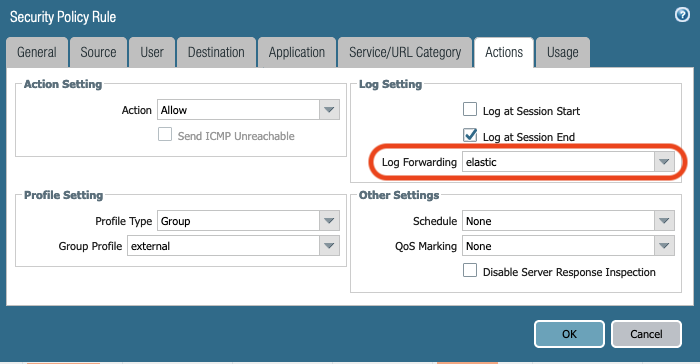 Security Policy Rule
?
General Source User Destination Application Service/URL Category Actions Usage
Action Setting
Action Allow
Send ICMP Unreachable
Log Setting
Log at Session Start
Log at Session End
Log Forwarding elastic
Profile Setting
Profile Type Group
Group Profile external
Other Settings
Schedule None
QoS Marking None
Disable Server Response Inspection
OK Cancel